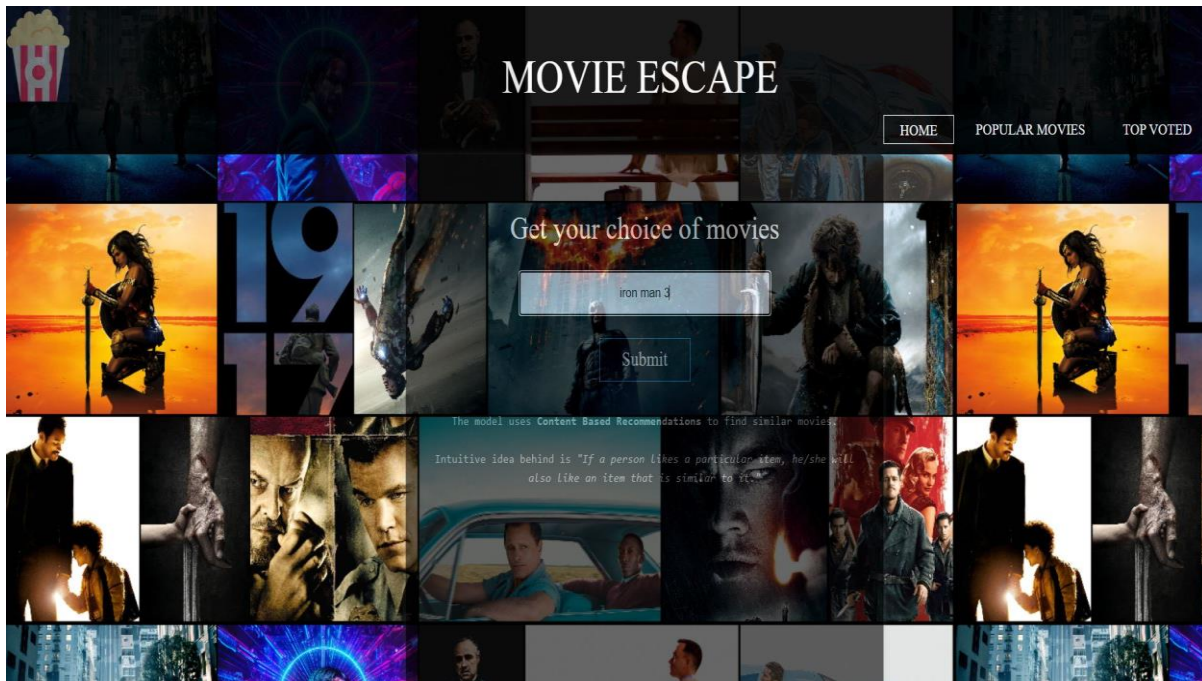 MOVIE ESCAPE
HOME POPULAR MOVIES TOP VOTED
Get your choice of movies
19
17
iron man 3
Submit
The model uses Content Based Recommendations to find similar movies.
Intuitive idea behind is "If a person likes a particular item, he/she will
also like an item that is similar to it."